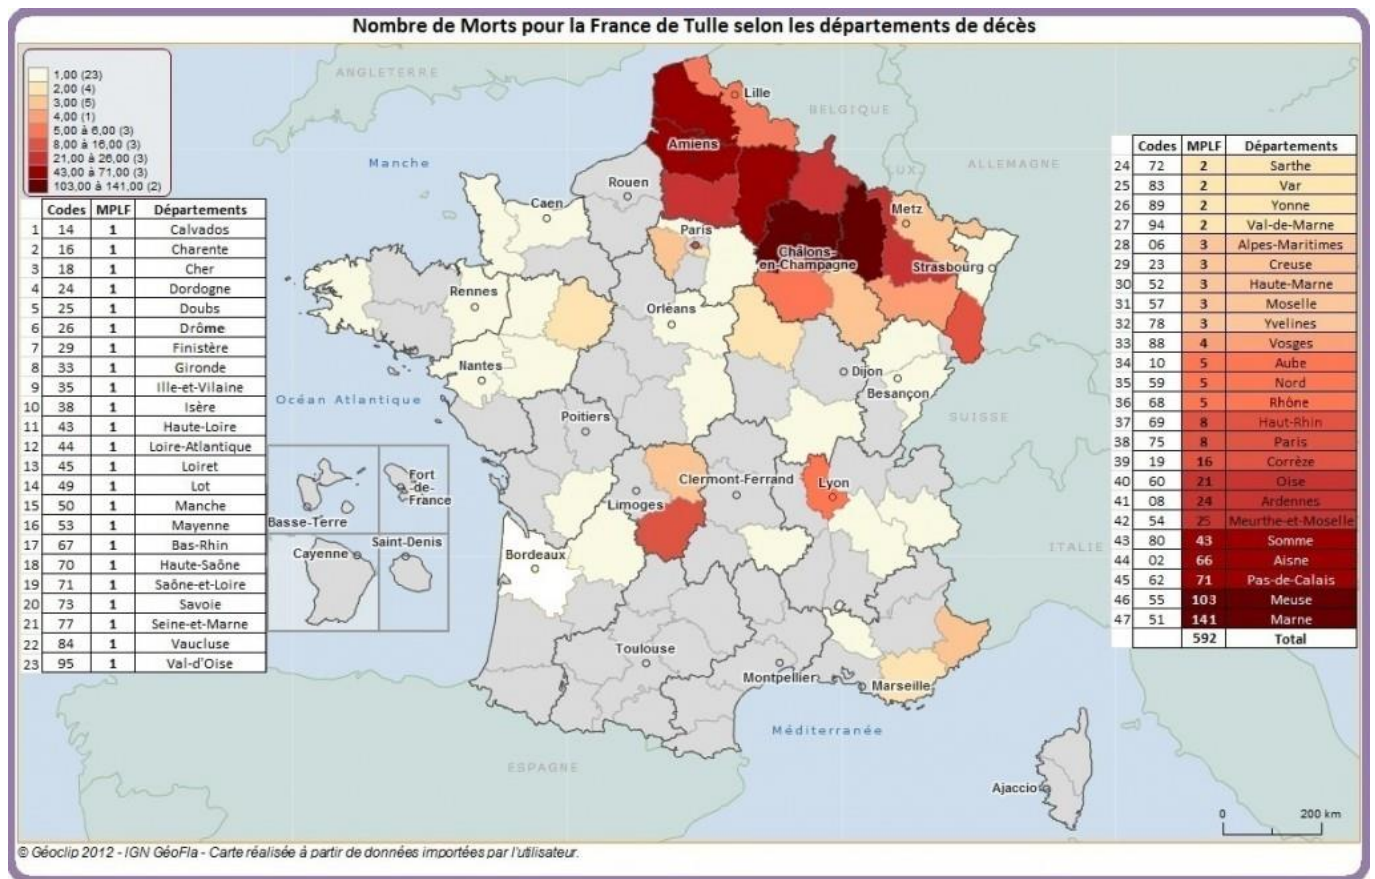 Nombre de Morts pour la France de Tulle selon les départements de décès
1,00 (23)
2,00 (4)
3,00 (5)
4,00 (1)
5,00 à 6,00 (3)
8,00 à 16,00 (3)
21,00 à 26,00 (3)
43,00 à 71,00 (3)
103,00 à 141,00 (2)
Codes MPLF Départements
1 14 1 Calvados
2 16 1 Charente
3 18 1 Cher
4 24 1 Dordogne
5 25 1 Doubs
6 26 1 Drôme
7 29 1 Finistère
8 33 1 Gironde
9 35 1 Ille-et-Vilaine
10 38 1 Isère
11 43 1 Haute-Loire
12 44 1 Loire-Atlantique
13 45 1 Loiret
14 49 1 Lot
15 50 1 Manche
16 53 1 Mayenne
17 67 1 Bas-Rhin
18 70 1 Haute-Saône
19 71 1 Saône-et-Loire
20 73 1 Savoie
21 77 1 Seine-et-Marne
22 84 1 Vaucluse
23 95 1 Val-d'Oise
ANGLETERRE
Lille
BELGIQUE
Amiens
Manche
ALLEMAGNE
LUX.
Rouen
Caen
Metz
Paris
Châlons-
en-Champagne
Strasbourg
Rennes
Orléans
Nantes
Dijon
Besançon
Océan Atlantique
SUISSE
Poitiers
Clermont-Ferrand
Lyon
Limoges
Fort
-de-
France
Basse-Terre
Cayenne
Saint-Denis
Bordeaux
ITALIE
Toulouse
Montpellier
Marseille
Méditerranée
ESPAGNE
Ajaccio
0 200 km
Codes MPLF Départements
24 72 2 Sarthe
25 83 2 Var
26 89 2 Yonne
27 94 2 Val-de-Marne
28 06 3 Alpes-Maritimes
29 23 3 Creuse
30 52 3 Haute-Marne
31 57 3 Moselle
32 78 3 Yvelines
33 88 4 Vosges
34 10 5 Aube
35 59 5 Nord
36 68 5 Rhône
37 69 8 Haut-Rhin
38 75 8 Paris
39 19 16 Corrèze
40 60 21 Oise
41 08 24 Ardennes
42 54 25 Meurthe-et-Moselle
43 80 43 Somme
44 02 66 Aisne
45 62 71 Pas-de-Calais
46 55 103 Meuse
47 51 141 Marne
592 Total
© Géoclip 2012 - IGN GéoFla - Carte réalisée à partir de données importées par l'utilisateur.